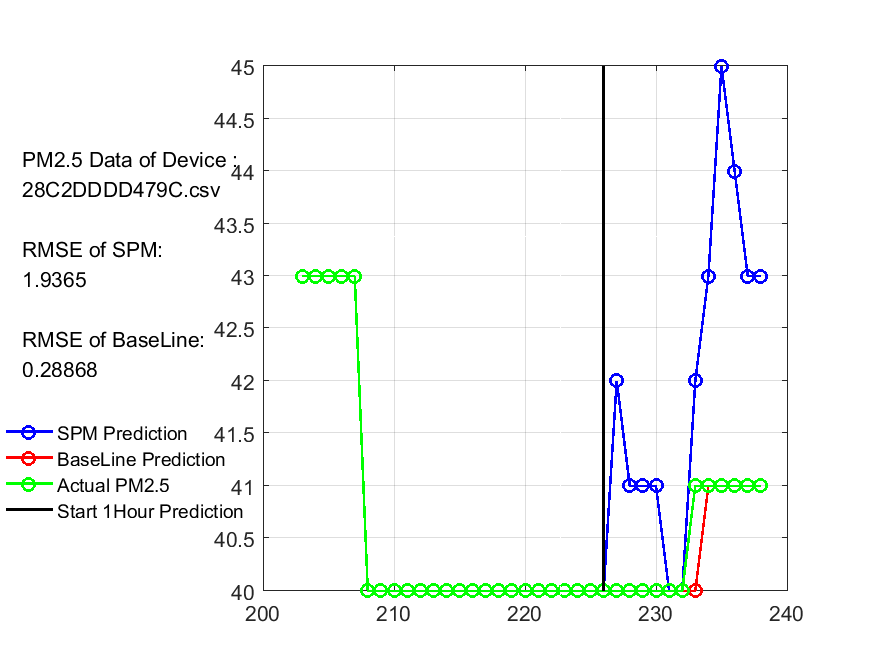 PM2.5 Data of Device :
28C2DDDD479C.csv
RMSE of SPM:
1.9365
RMSE of BaseLine:
0.28868
SPM Prediction
BaseLine Prediction
Actual PM2.5
Start 1Hour Prediction
45
44.5
44
43.5
43
42.5
42
41.5
41
40.5
40
200
210
220
230
240